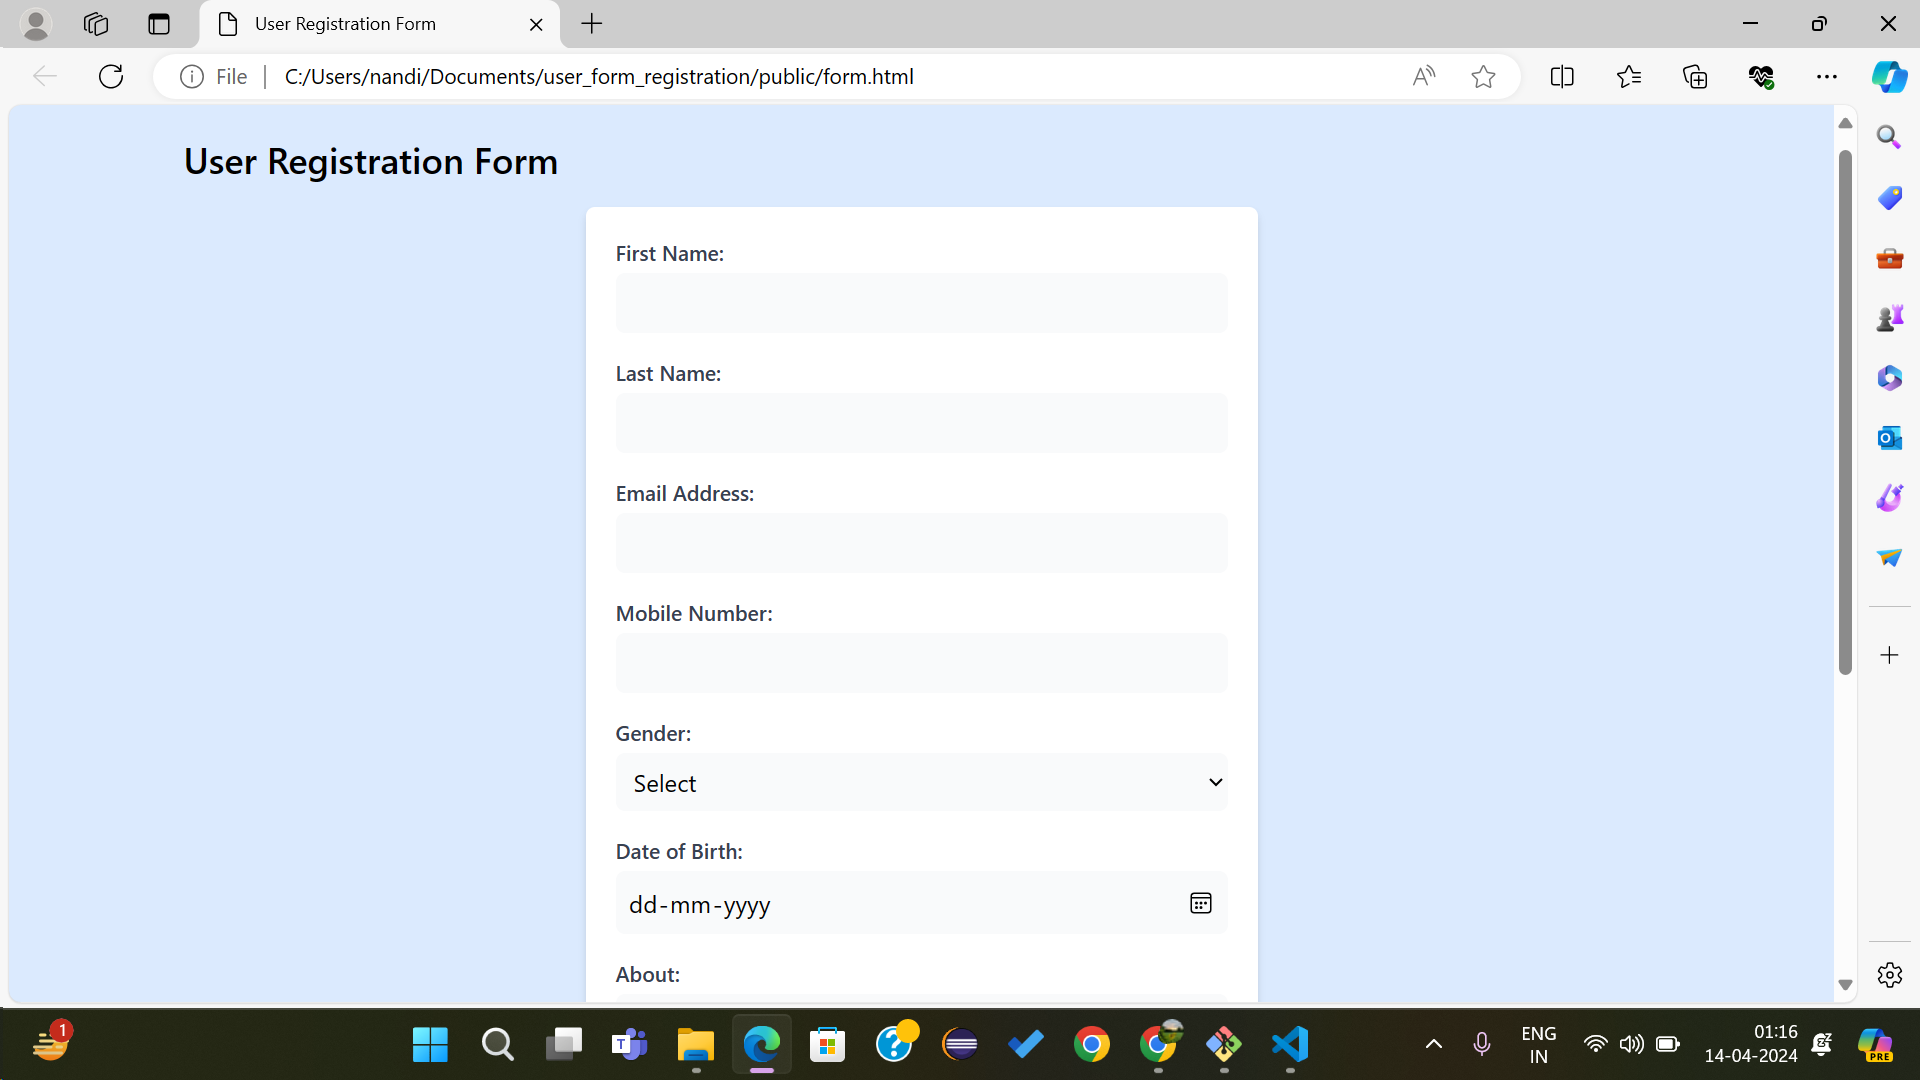 User Registration Form
File
C:/Users/nandi/Documents/user_form_registration/public/form.html
User Registration Form
First Name:
Last Name:
Email Address:
Mobile Number:
Gender:
Select
Date of Birth:
dd-mm-yyyy
About:
1
T
?
ENG
IN
01:16
14-04-2024
PRE